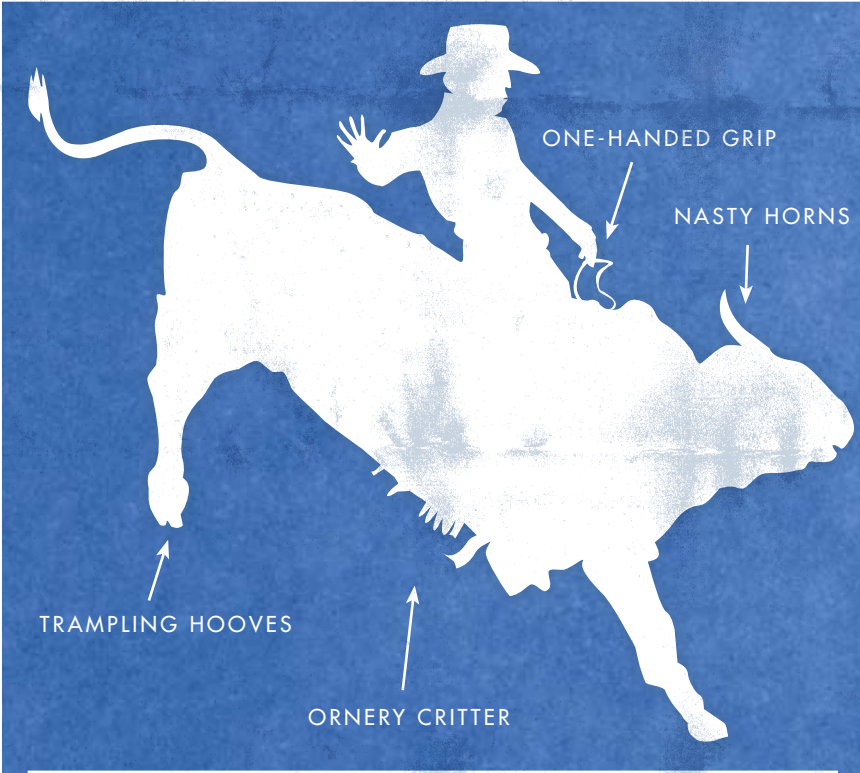 ONE-HANDED GRIP
NASTY HORNS
TRAMPLING HOOVES
ORNERY CRITTER